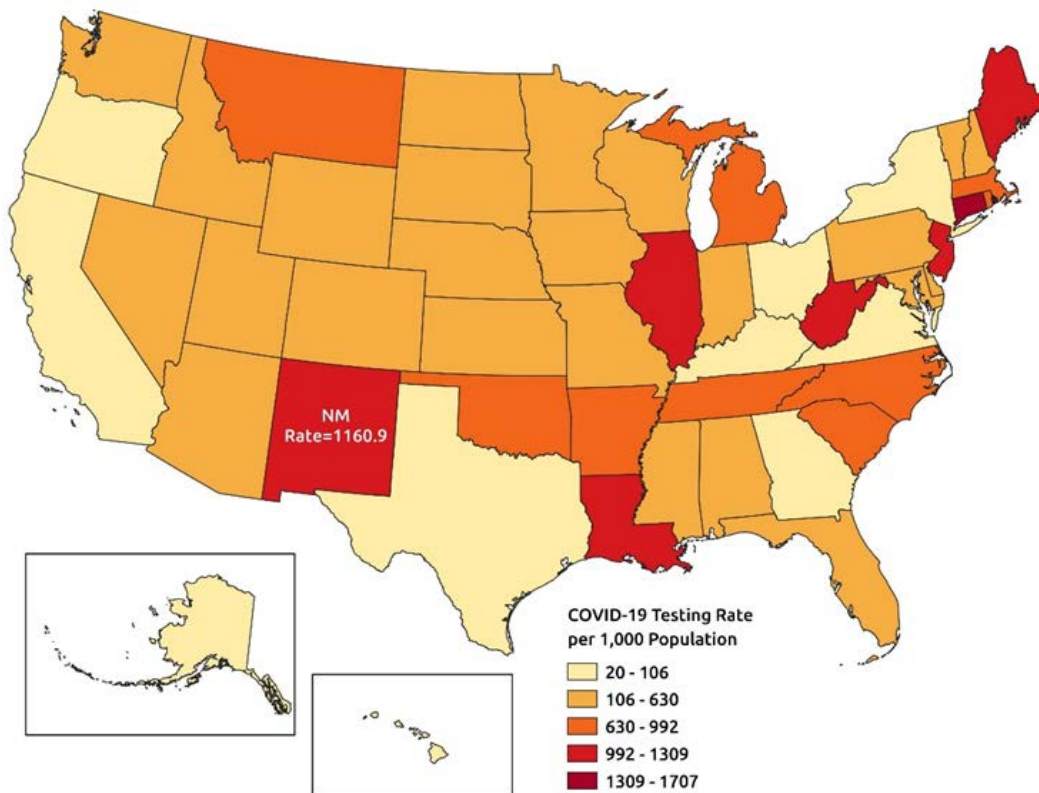 NM
Rate=1160.9
COVID-19 Testing Rate
per 1,000 Population
20 - 106
106 - 630
630 - 992
992 - 1309
1309 - 1707